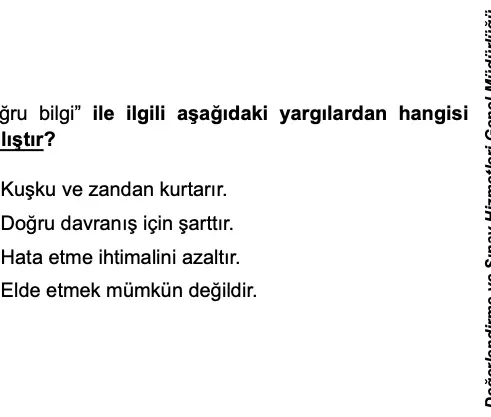 ğru bilgi” ile ilgili aşağıdaki yargılardan hangisi
lıştır?
Kuşku ve zandan kurtarır.
Doğru davranış için şarttır.
Hata etme ihtimalini azaltır.
Elde etmek mümkün değildir.
Değerlendirme ve Sınav Hizmetleri Genel Müdürlüğü